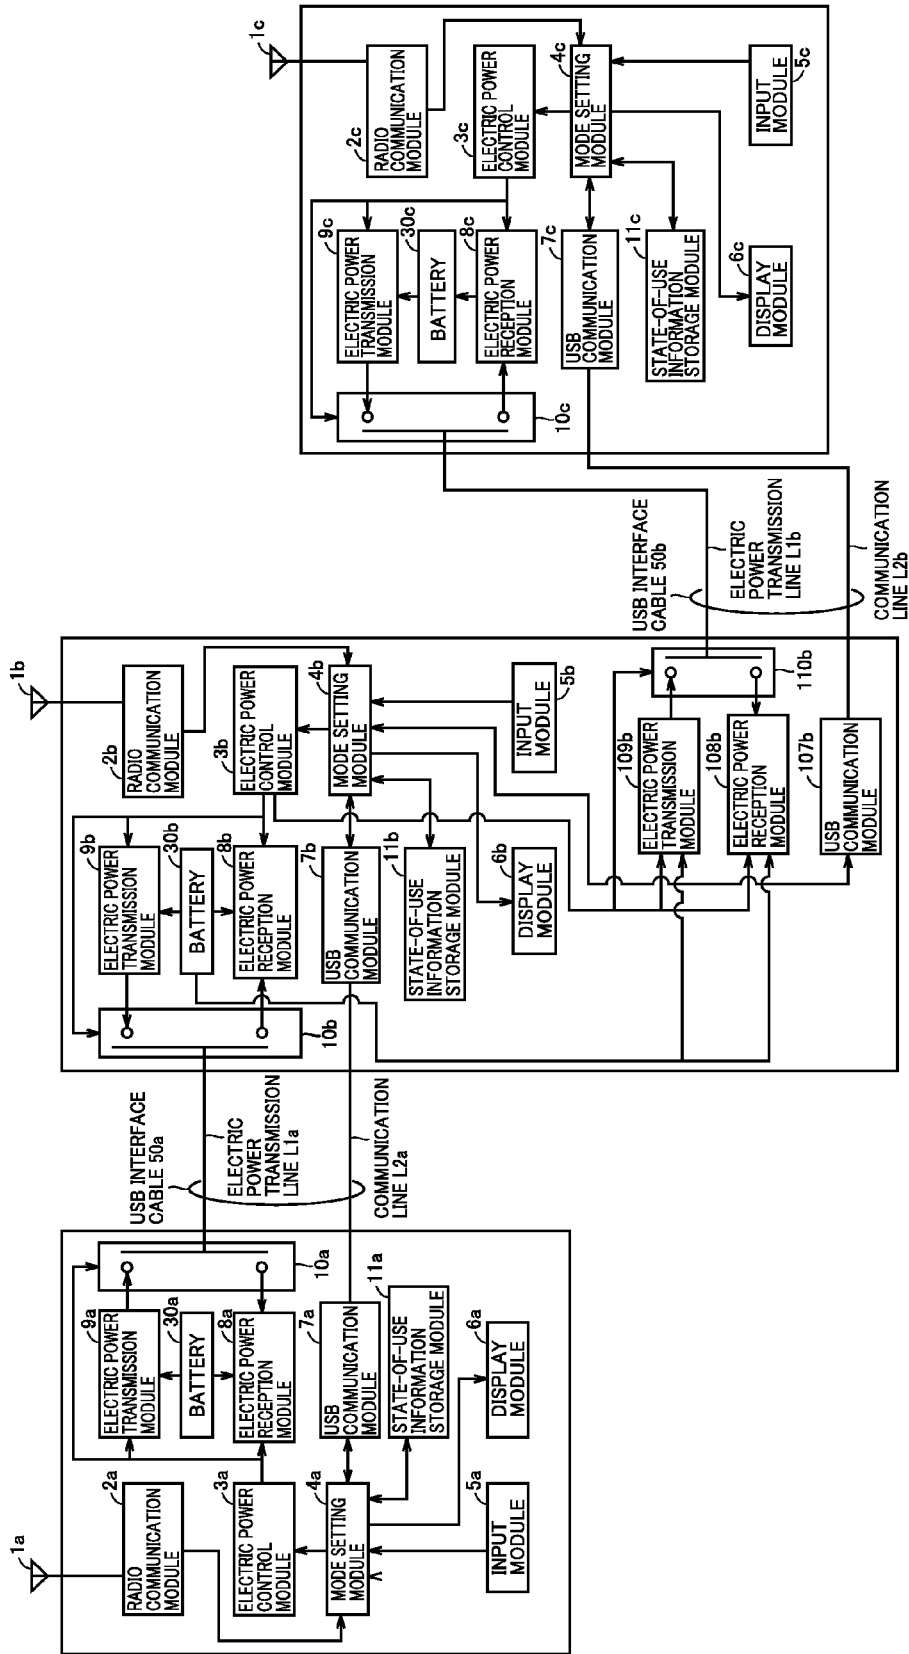 1a
2a
RADIO
COMMUNICATION
MODULE
3a
ELECTRIC POWER
CONTROL
MODULE
4a
MODE SETTING
MODULE
5a
INPUT
MODULE
9a
ELECTRIC POWER
TRANSMISSION
MODULE
30a
BATTERY
8a
ELECTRIC POWER
RECEPTION
MODULE
7a
USB
COMMUNICATION
MODULE
11a
STATE-OF-USE
INFORMATION
STORAGE MODULE
6a
DISPLAY
MODULE
10a
USB INTERFACE
CABLE 50a
ELECTRIC
POWER
TRANSMISSION
LINE L1a
COMMUNICATION
LINE L2a
10b
9b
ELECTRIC POWER
TRANSMISSION
MODULE
30b
BATTERY
8b
ELECTRIC POWER
RECEPTION
MODULE
7b
USB
COMMUNICATION
MODULE
11b
STATE-OF-USE
INFORMATION
STORAGE MODULE
6b
DISPLAY
MODULE
1b
2b
RADIO
COMMUNICATION
MODULE
3b
ELECTRIC POWER
CONTROL
MODULE
4b
MODE SETTING
MODULE
5b
INPUT
MODULE
109b
ELECTRIC POWER
TRANSMISSION
MODULE
108b
ELECTRIC POWER
RECEPTION
MODULE
107b
USB
COMMUNICATION
MODULE
110b
USB INTERFACE
CABLE 50b
ELECTRIC
POWER
TRANSMISSION
LINE L1b
COMMUNICATION
LINE L2b
10c
9c
ELECTRIC POWER
TRANSMISSION
MODULE
30c
BATTERY
8c
ELECTRIC POWER
RECEPTION
MODULE
7c
USB
COMMUNICATION
MODULE
11c
STATE-OF-USE
INFORMATION
STORAGE MODULE
6c
DISPLAY
MODULE
1c
2c
RADIO
COMMUNICATION
MODULE
3c
ELECTRIC POWER
CONTROL
MODULE
4c
MODE SETTING
MODULE
5c
INPUT
MODULE